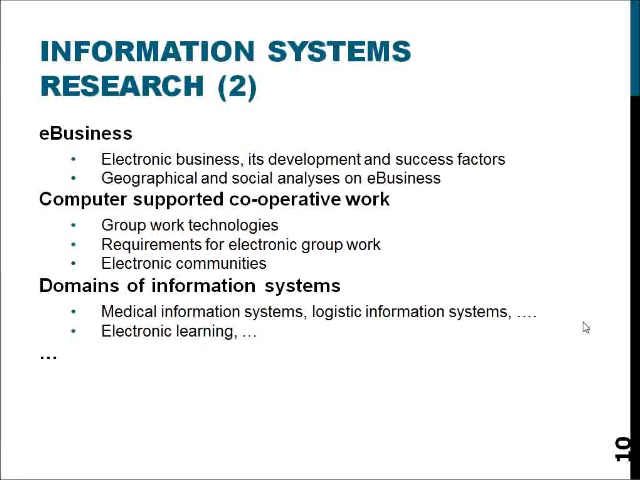 INFORMATION SYSTEMS
RESEARCH (2)
eBusiness
• Electronic business, its development and success factors
• Geographical and social analyses on eBusiness
Computer supported co-operative work
• Group work technologies
• Requirements for electronic group work
• Electronic communities
Domains of information systems
• Medical information systems, logistic information systems, ….
• Electronic learning, …
…
10